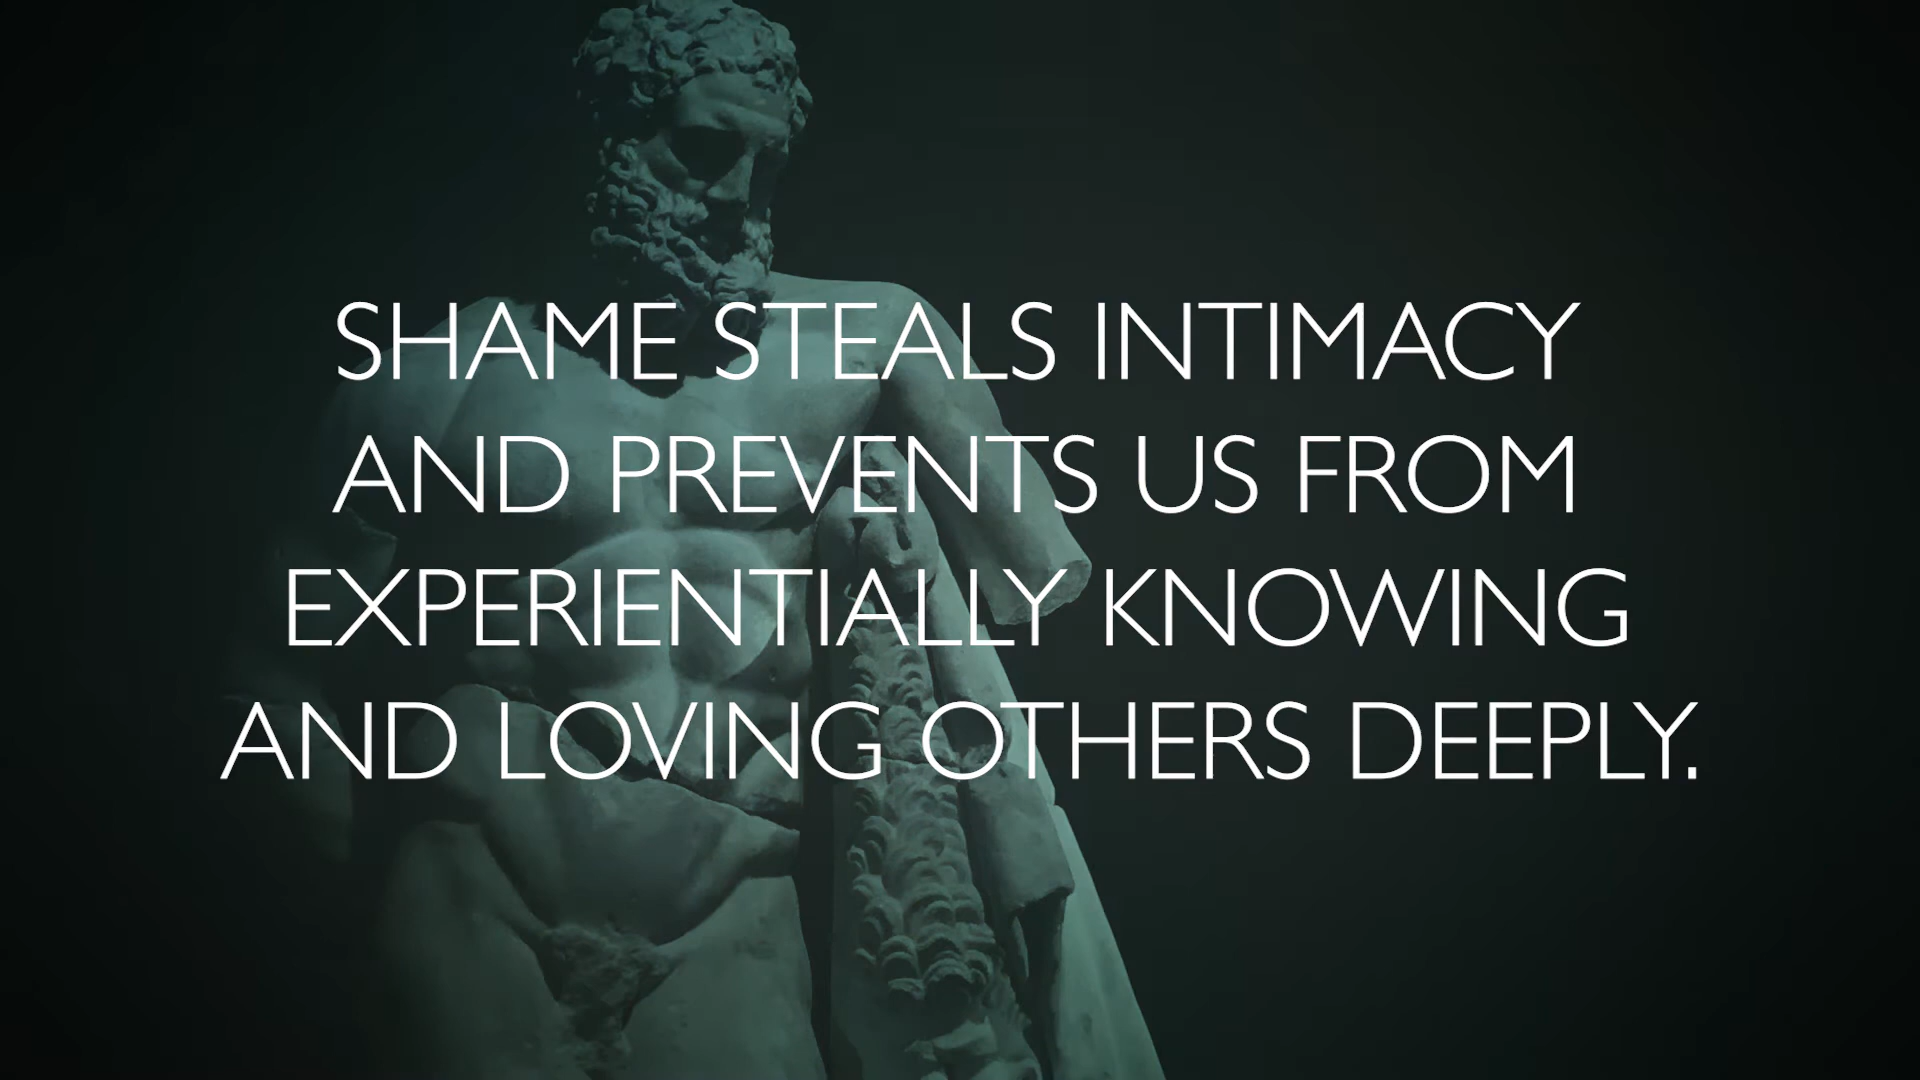 SHAME STEALS INTIMACY
AND PREVENTS US FROM
EXPERIENTIALLY KNOWING
AND LOVING OTHERS DEEPLY.